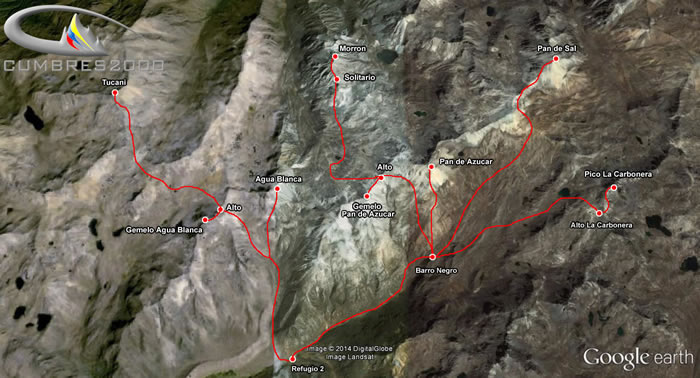 CUMBRES2000
Morron
Pan de Sal
Solitario
Tucani
Pan de Azucar
Alto
Pico La Carbonera
Agua Blanca
Alto
Gemelo
Pan de Azucar
Gemelo Agua Blanca
Alto La Carbonera
Barro Negro
Image © 2014 DigitalGlobe
Image Landsat
Refugio 2
Google earth